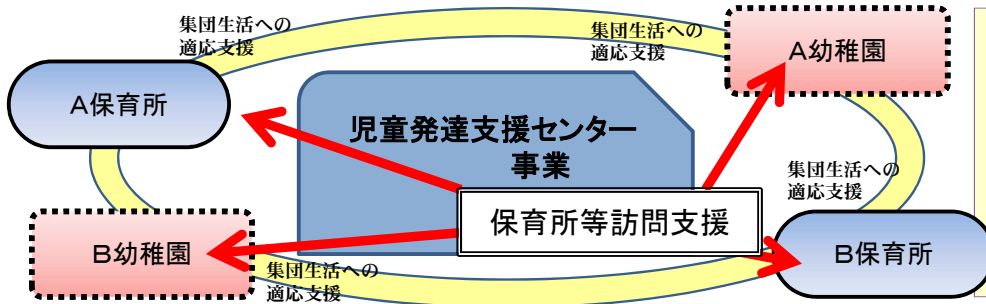 集団生活への
適応支援
集団生活への
適応支援
A幼稚園
A保育所
児童発達支援センター
事業
集団生活への
適応支援
保育所等訪問支援
B幼稚園
B保育所
集団生活への
適応支援